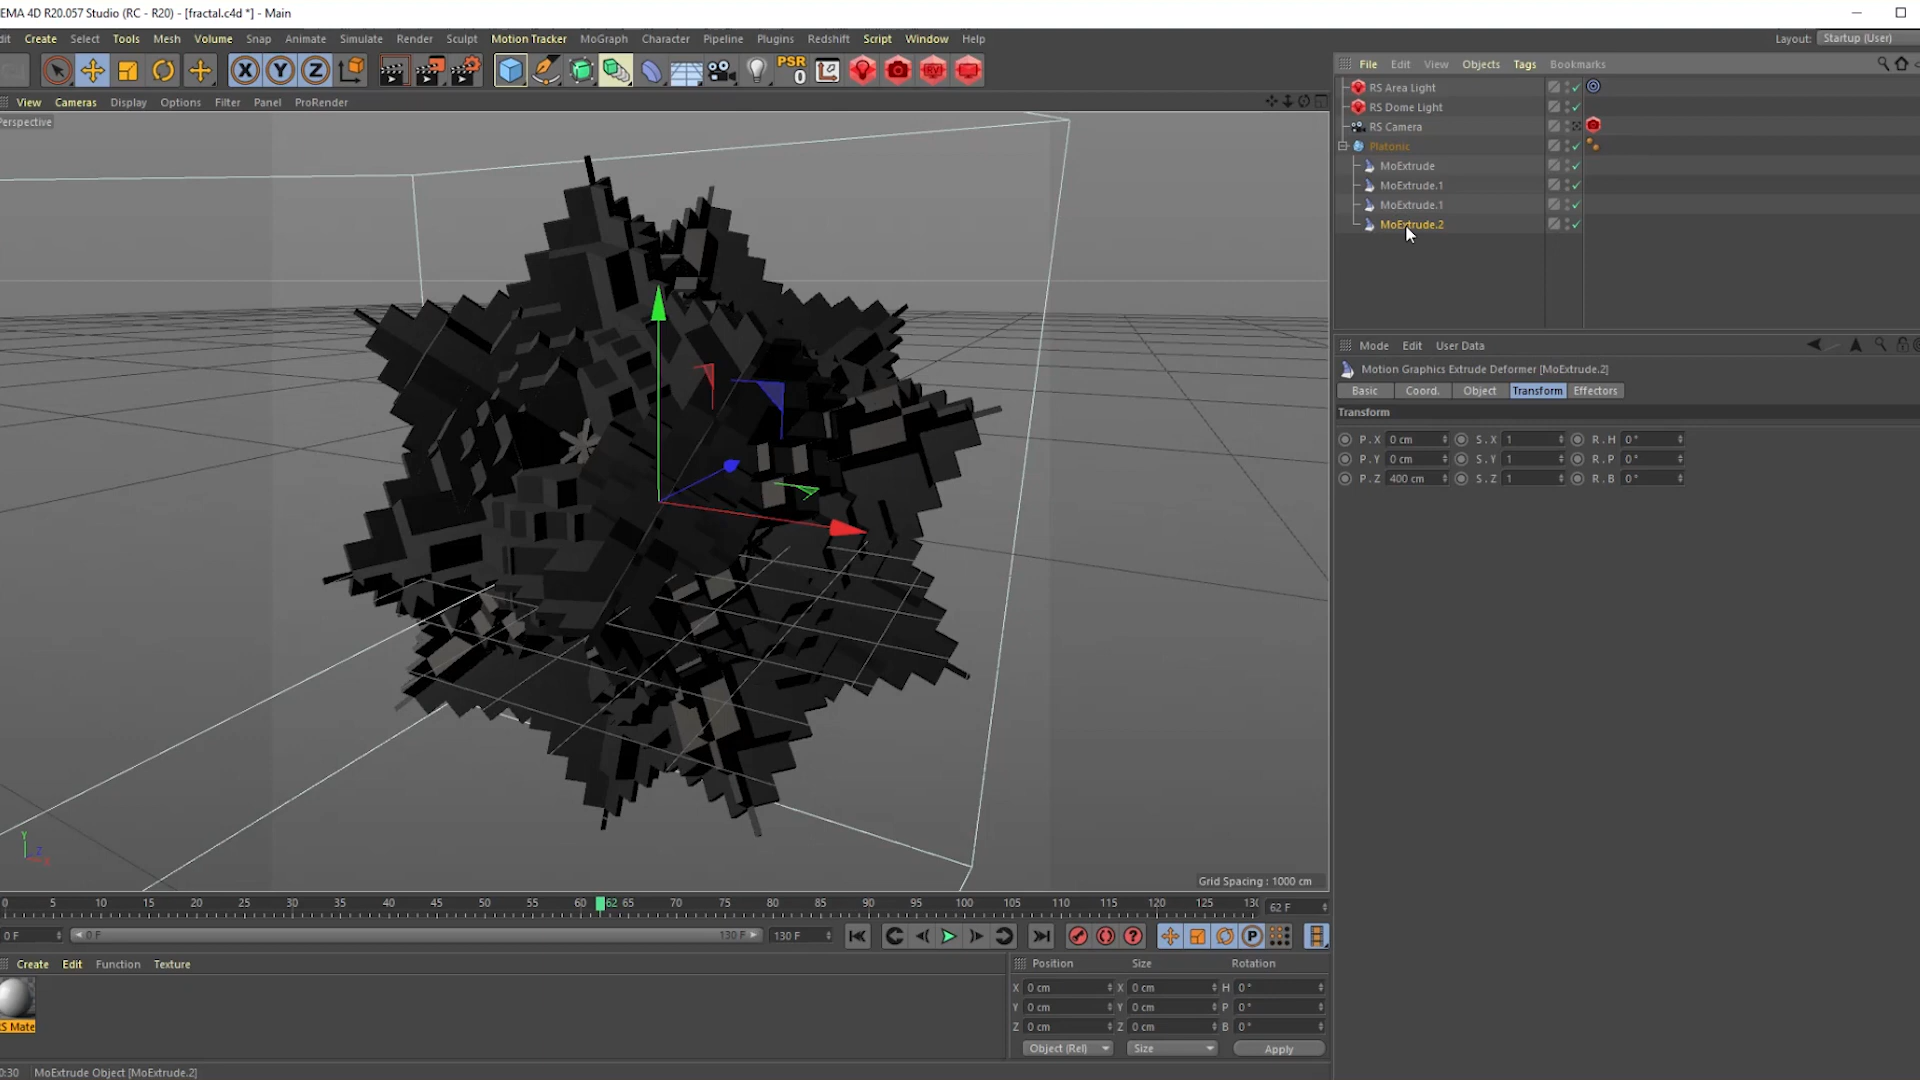 EMA 4D R20.057 Studio (RC - R20) - [fractal.c4d *] - Main
dit Create Select Tools Mesh Volume Snap Animate Simulate Render Sculpt Motion Tracker MoGraph Character Pipeline Plugins Redshift Script Window Help
Layout: Startup (User)
X Y Z PSR 0 RV
File Edit View Objects Tags Bookmarks
View Cameras Display Options Filter Panel ProRender
Perspective
RS Area Light
RS Dome Light
RS Camera
Platonic
MoExtrude
MoExtrude.1
MoExtrude.1
MoExtrude.2
Mode Edit User Data
Motion Graphics Extrude Deformer [MoExtrude.2]
Basic Coord. Object Transform Effectors
Transform
P . X 0 cm S . X 1 R . H 0 °
P . Y 0 cm S . Y 1 R . P 0 °
P . Z 400 cm S . Z 1 R . B 0 °
Y
Z
X
Grid Spacing : 1000 cm
0 5 10 15 20 25 30 35 40 45 50 55 60 62 65 70 75 80 85 90 95 100 105 110 115 120 125 130 62 F
0 F 0 F 130 F 130 F ? P
Create Edit Function Texture
Position Size Rotation
X 0 cm X 0 cm H 0 °
Y 0 cm Y 0 cm P 0 °
Z 0 cm Z 0 cm B 0 °
Object (Rel) Size Apply
RS Mate
0:30 MoExtrude Object [MoExtrude.2]